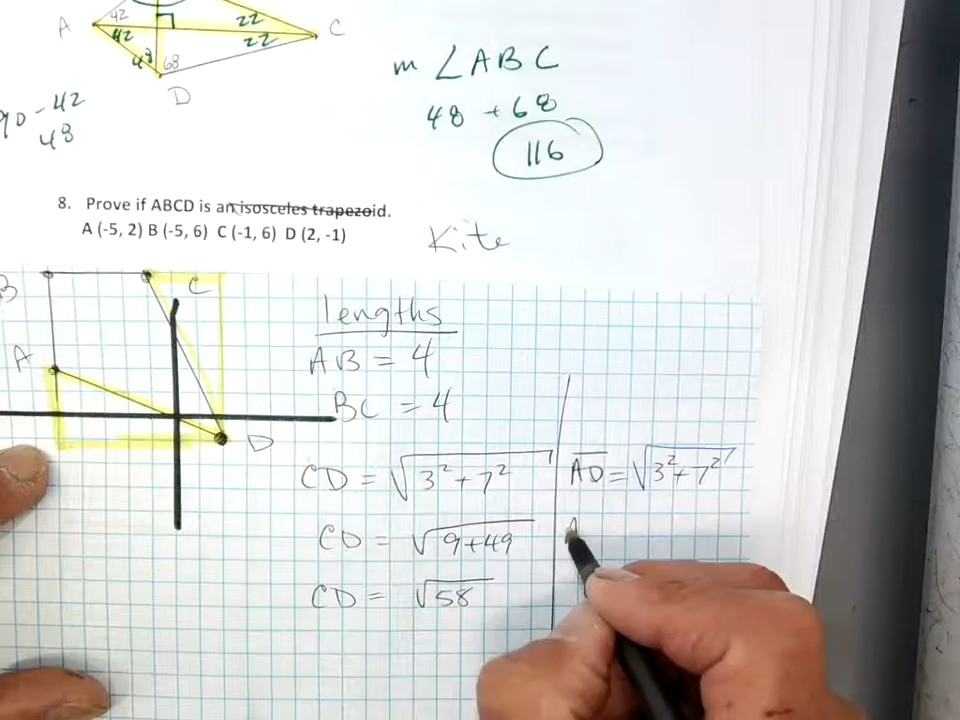 42
22
A
C
42
22
48
68
D
90 - 42
48
m ∠ABC
48 + 68
116
8. Prove if ABCD is an isosceles trapezoid.
A (-5, 2) B (-5, 6) C (-1, 6) D (2, -1)
Kite
B
C
A
D
lengths
AB = 4
BC = 4
CD = √3² + 7²
AD = √3² + 7²
CD = √9+49
A
CD = √58